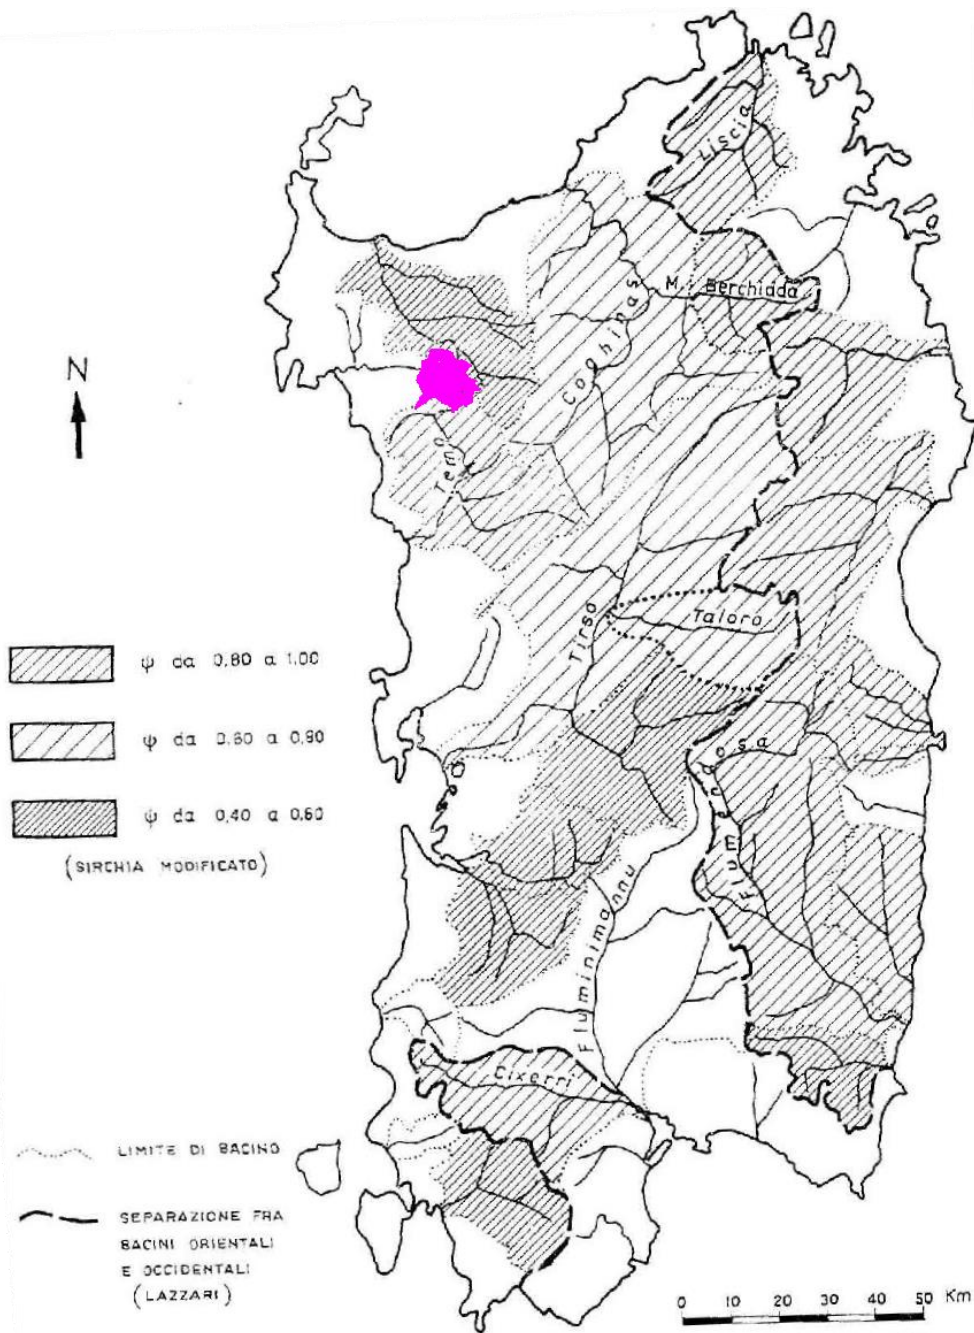 Liscia
M. Berchidda
Coghinas
N
Temo
Tirso
Taloro
Flumendosa
ψ da 0,80 a 1,00
ψ da 0,60 a 0,80
ψ da 0,40 a 0,60
(SIRCHIA MODIFICATO)
Fluminimannu
Cixerri
LIMITE DI BACINO
SEPARAZIONE FRA
BACINI ORIENTALI
E OCCIDENTALI
(LAZZARI)
0 10 20 30 40 50 Km